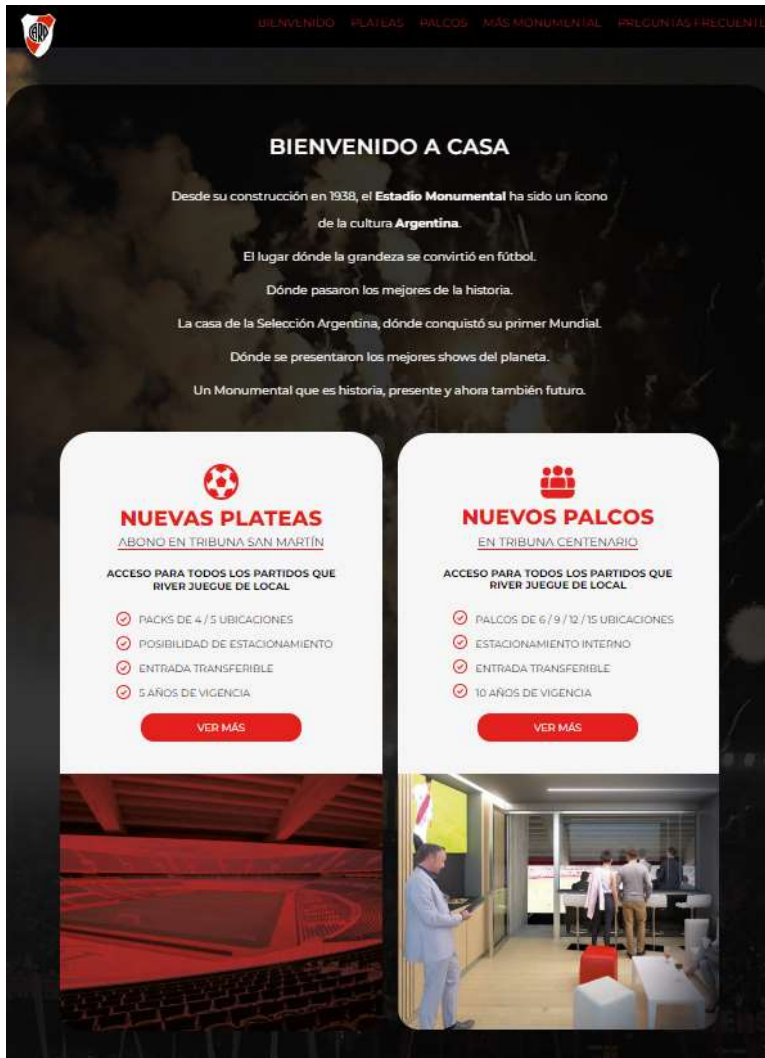 CARP
BIENVENIDO PLATEAS PALCOS MÁS MONUMENTAL PREGUNTAS FRECUENTE
BIENVENIDO A CASA
Desde su construcción en 1938, el Estadio Monumental ha sido un ícono
de la cultura Argentina.
El lugar dónde la grandeza se convirtió en fútbol.
Dónde pasaron los mejores de la historia.
La casa de la Selección Argentina, dónde conquistó su primer Mundial.
Dónde se presentaron los mejores shows del planeta.
Un Monumental que es historia, presente y ahora también futuro.
NUEVAS PLATEAS
ABONO EN TRIBUNA SAN MARTÍN
ACCESO PARA TODOS LOS PARTIDOS QUE
RIVER JUEGUE DE LOCAL
PACKS DE 4 / 5 UBICACIONES
POSIBILIDAD DE ESTACIONAMIENTO
ENTRADA TRANSFERIBLE
5 AÑOS DE VIGENCIA
VER MÁS
NUEVOS PALCOS
EN TRIBUNA CENTENARIO
ACCESO PARA TODOS LOS PARTIDOS QUE
RIVER JUEGUE DE LOCAL
PALCOS DE 6 / 9 / 12 / 15 UBICACIONES
ESTACIONAMIENTO INTERNO
ENTRADA TRANSFERIBLE
10 AÑOS DE VIGENCIA
VER MÁS